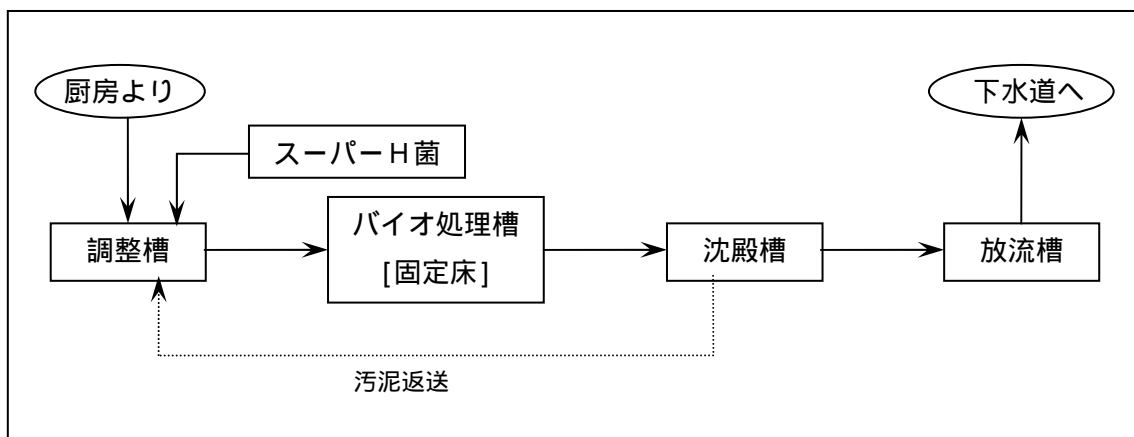 厨房より
下水道へ
スーパーH菌
調整槽
バイオ処理槽
[固定床]
沈殿槽
放流槽
汚泥返送